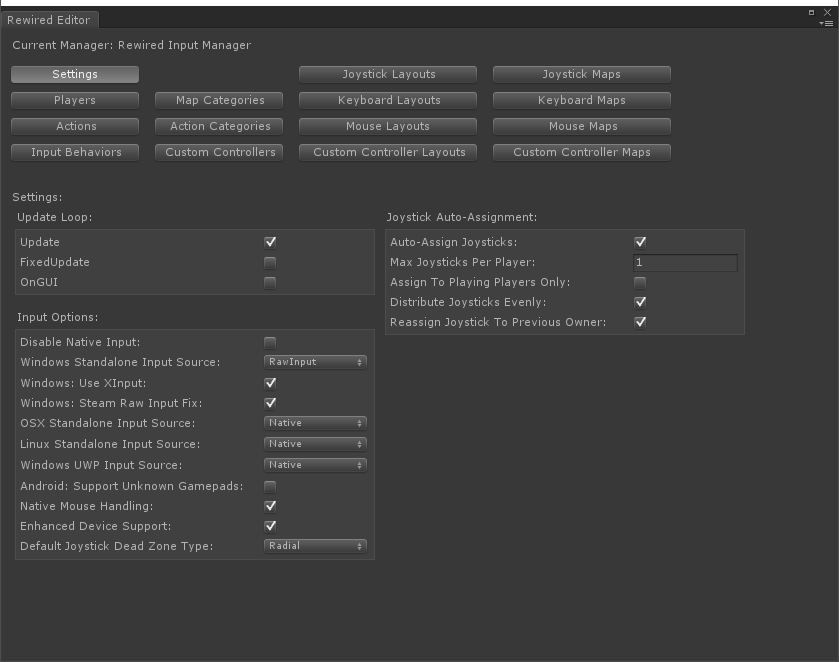 Rewired Editor
Current Manager: Rewired Input Manager
Settings Joystick Layouts Joystick Maps
Players Map Categories Keyboard Layouts Keyboard Maps
Actions Action Categories Mouse Layouts Mouse Maps
Input Behaviors Custom Controllers Custom Controller Layouts Custom Controller Maps
Settings:
Update Loop:
Update
FixedUpdate
OnGUI
Input Options:
Disable Native Input:
Windows Standalone Input Source: RawInput
Windows: Use XInput:
Windows: Steam Raw Input Fix:
OSX Standalone Input Source: Native
Linux Standalone Input Source: Native
Windows UWP Input Source: Native
Android: Support Unknown Gamepads:
Native Mouse Handling:
Enhanced Device Support:
Default Joystick Dead Zone Type: Radial
Joystick Auto-Assignment:
Auto-Assign Joysticks:
Max Joysticks Per Player: 1
Assign To Playing Players Only:
Distribute Joysticks Evenly:
Reassign Joystick To Previous Owner: